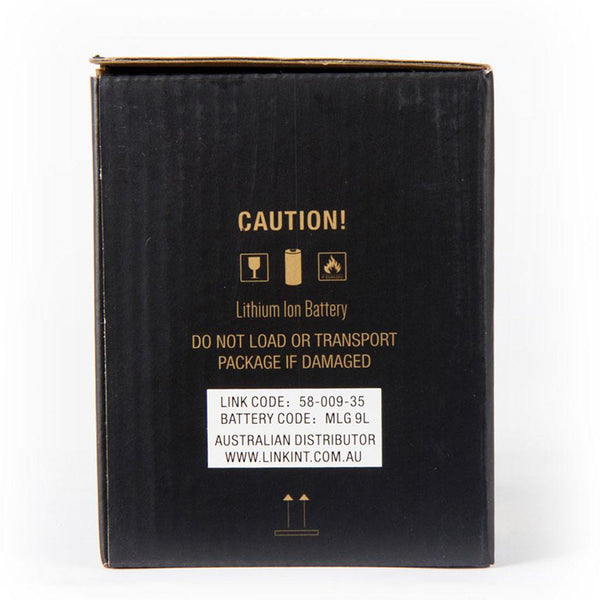 CAUTION!
Lithium Ion Battery
DO NOT LOAD OR TRANSPORT
PACKAGE IF DAMAGED
LINK CODE: 58-009-35
BATTERY CODE: MLG 9L
AUSTRALIAN DISTRIBUTOR
WWW.LINKINT.COM.AU